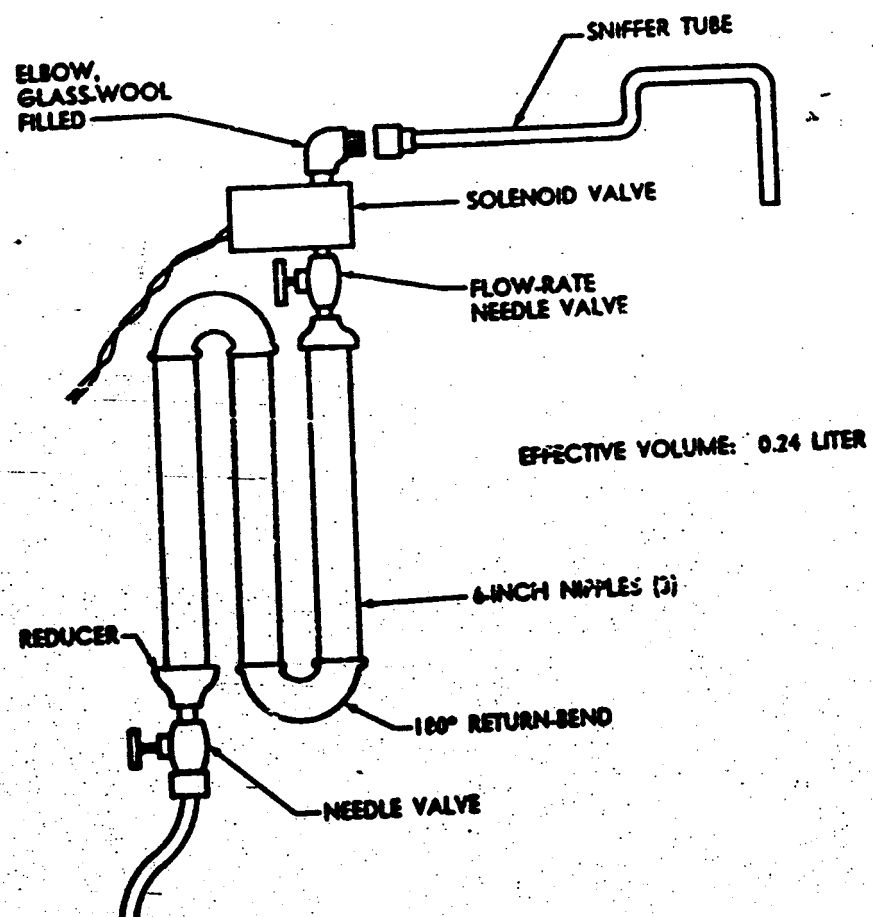 SNIFFER TUBE
ELBOW,
GLASS-WOOL
FILLED
SOLENOID VALVE
FLOW-RATE
NEEDLE VALVE
EFFECTIVE VOLUME: 0.24 LITER
6-INCH NIPPLES (3)
REDUCER
180° RETURN-BEND
NEEDLE VALVE